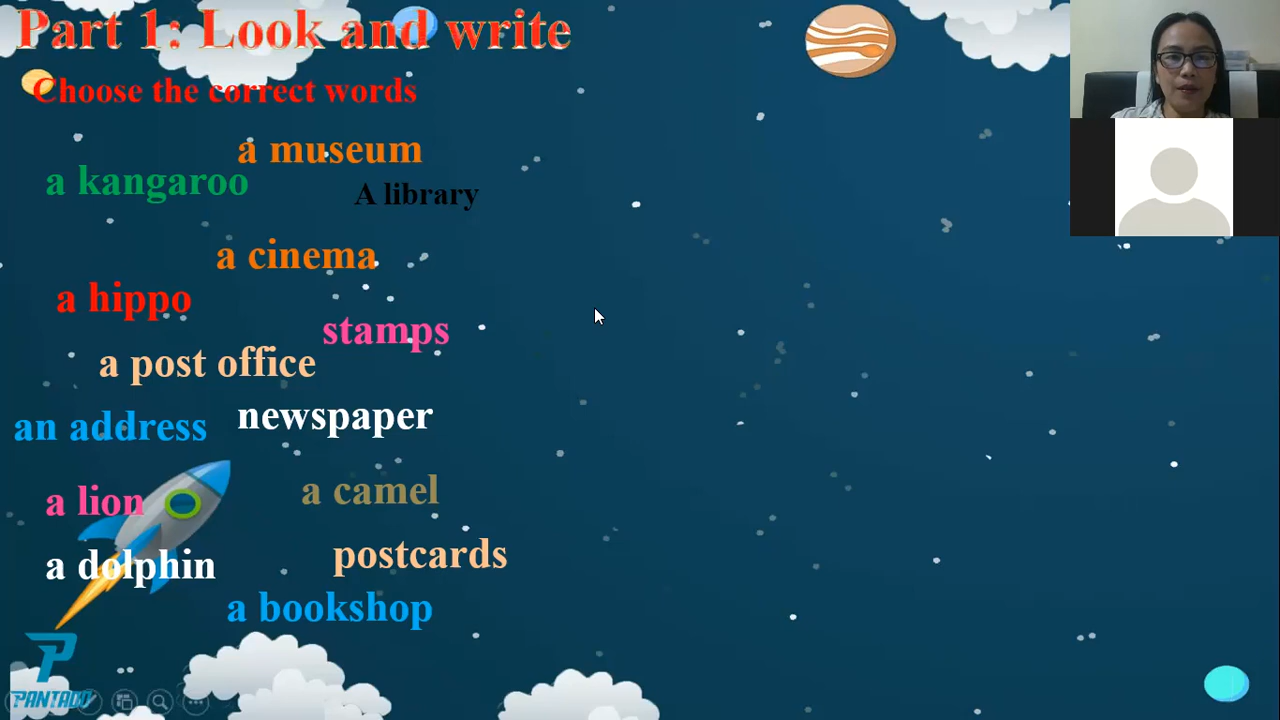 Part 1: Look and write
Choose the correct words
a museum
a kangaroo
A library
a cinema
a hippo
stamps
a post office
newspaper
an address
a camel
a lion
postcards
a dolphin
a bookshop
PANTADO